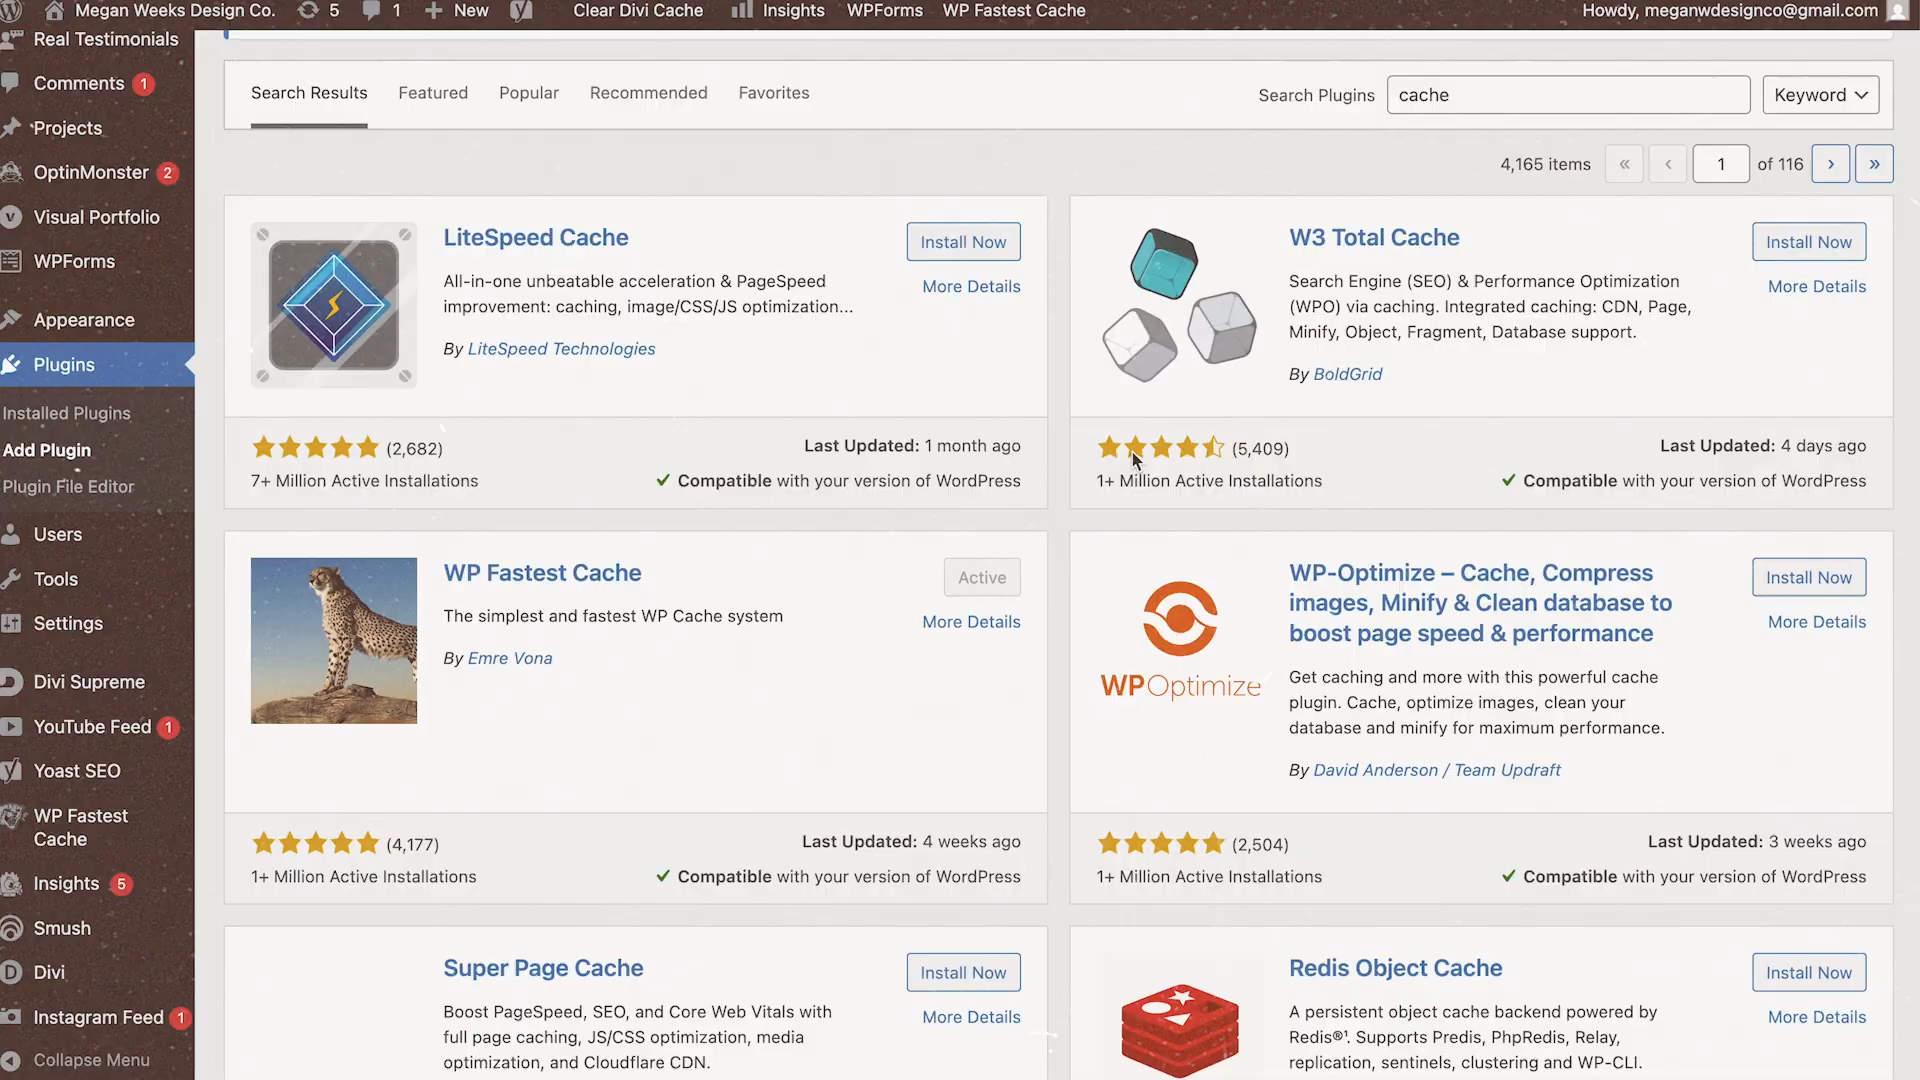 Megan Weeks Design Co.
5
1
New
Clear Divi Cache
Insights
WPForms
WP Fastest Cache
Howdy, meganwdesignco@gmail.com
Real Testimonials
Comments 1
Projects
OptinMonster 2
Visual Portfolio
WPForms
Appearance
Plugins
Installed Plugins
Add Plugin
Plugin File Editor
Users
Tools
Settings
Divi Supreme
YouTube Feed 1
Yoast SEO
WP Fastest
Cache
Insights 5
Smush
Divi
Instagram Feed 1
Collapse Menu
Search Results
Featured
Popular
Recommended
Favorites
Search Plugins
cache
Keyword
4,165 items
«
‹
1
of 116
›
»
LiteSpeed Cache
Install Now
More Details
All-in-one unbeatable acceleration & PageSpeed
improvement: caching, image/CSS/JS optimization...
By LiteSpeed Technologies
(2,682)
Last Updated: 1 month ago
7+ Million Active Installations
Compatible with your version of WordPress
W3 Total Cache
Install Now
More Details
Search Engine (SEO) & Performance Optimization
(WPO) via caching. Integrated caching: CDN, Page,
Minify, Object, Fragment, Database support.
By BoldGrid
(5,409)
Last Updated: 4 days ago
1+ Million Active Installations
Compatible with your version of WordPress
WP Fastest Cache
Active
More Details
The simplest and fastest WP Cache system
By Emre Vona
(4,177)
Last Updated: 4 weeks ago
1+ Million Active Installations
Compatible with your version of WordPress
WPOptimize
WP-Optimize – Cache, Compress
images, Minify & Clean database to
boost page speed & performance
Install Now
More Details
Get caching and more with this powerful cache
plugin. Cache, optimize images, clean your
database and minify for maximum performance.
By David Anderson / Team Updraft
(2,504)
Last Updated: 3 weeks ago
1+ Million Active Installations
Compatible with your version of WordPress
Super Page Cache
Install Now
More Details
Boost PageSpeed, SEO, and Core Web Vitals with
full page caching, JS/CSS optimization, media
optimization, and Cloudflare CDN.
Redis Object Cache
Install Now
More Details
A persistent object cache backend powered by
Redis®¹. Supports Predis, PhpRedis, Relay,
replication, sentinels, clustering and WP-CLI.